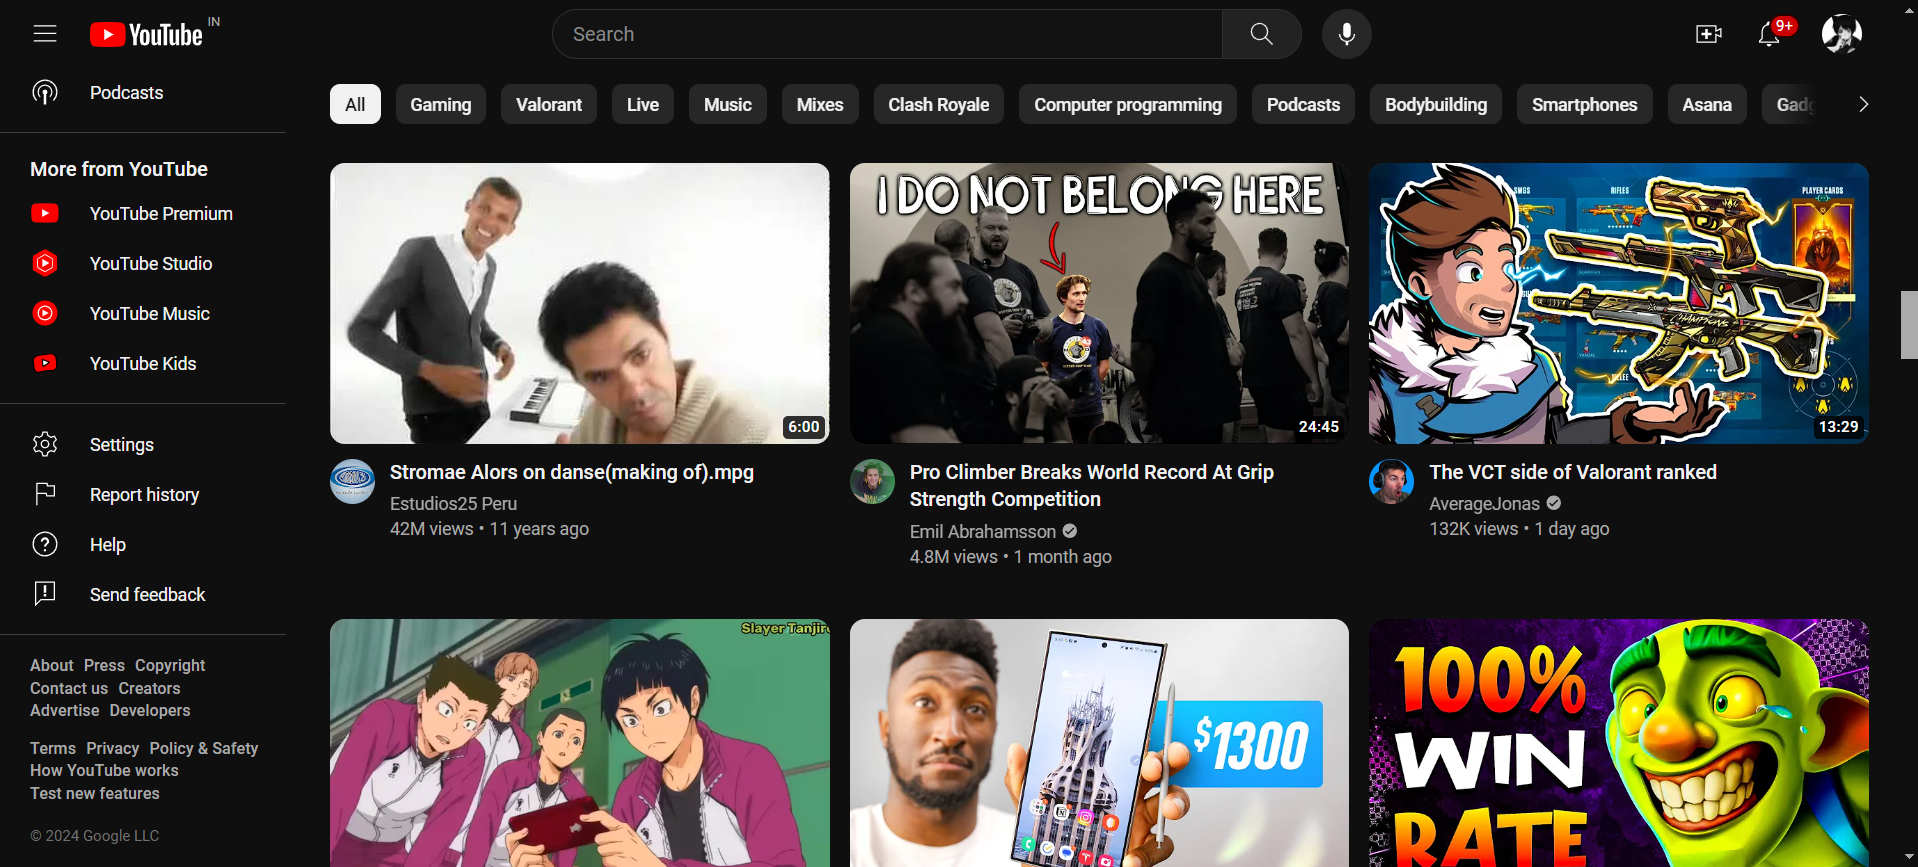 YouTube IN
Search
9+
Podcasts
All Gaming Valorant Live Music Mixes Clash Royale Computer programming Podcasts Bodybuilding Smartphones Asana Gadg
More from YouTube
YouTube Premium
YouTube Studio
YouTube Music
YouTube Kids
Settings
Report history
Help
Send feedback
About Press Copyright
Contact us Creators
Advertise Developers
Terms Privacy Policy & Safety
How YouTube works
Test new features
© 2024 Google LLC
6:00
Stromae Alors on danse(making of).mpg
Estudios25 Peru
42M views • 11 years ago
I DO NOT BELONG HERE
24:45
Pro Climber Breaks World Record At Grip
Strength Competition
Emil Abrahamsson
4.8M views • 1 month ago
SMGS RIFLES PLAYER CARDS
CHAMPIONS
13:29
The VCT side of Valorant ranked
AverageJonas
132K views • 1 day ago
Slayer Tanjiro
$1300
100%
WIN
RATE